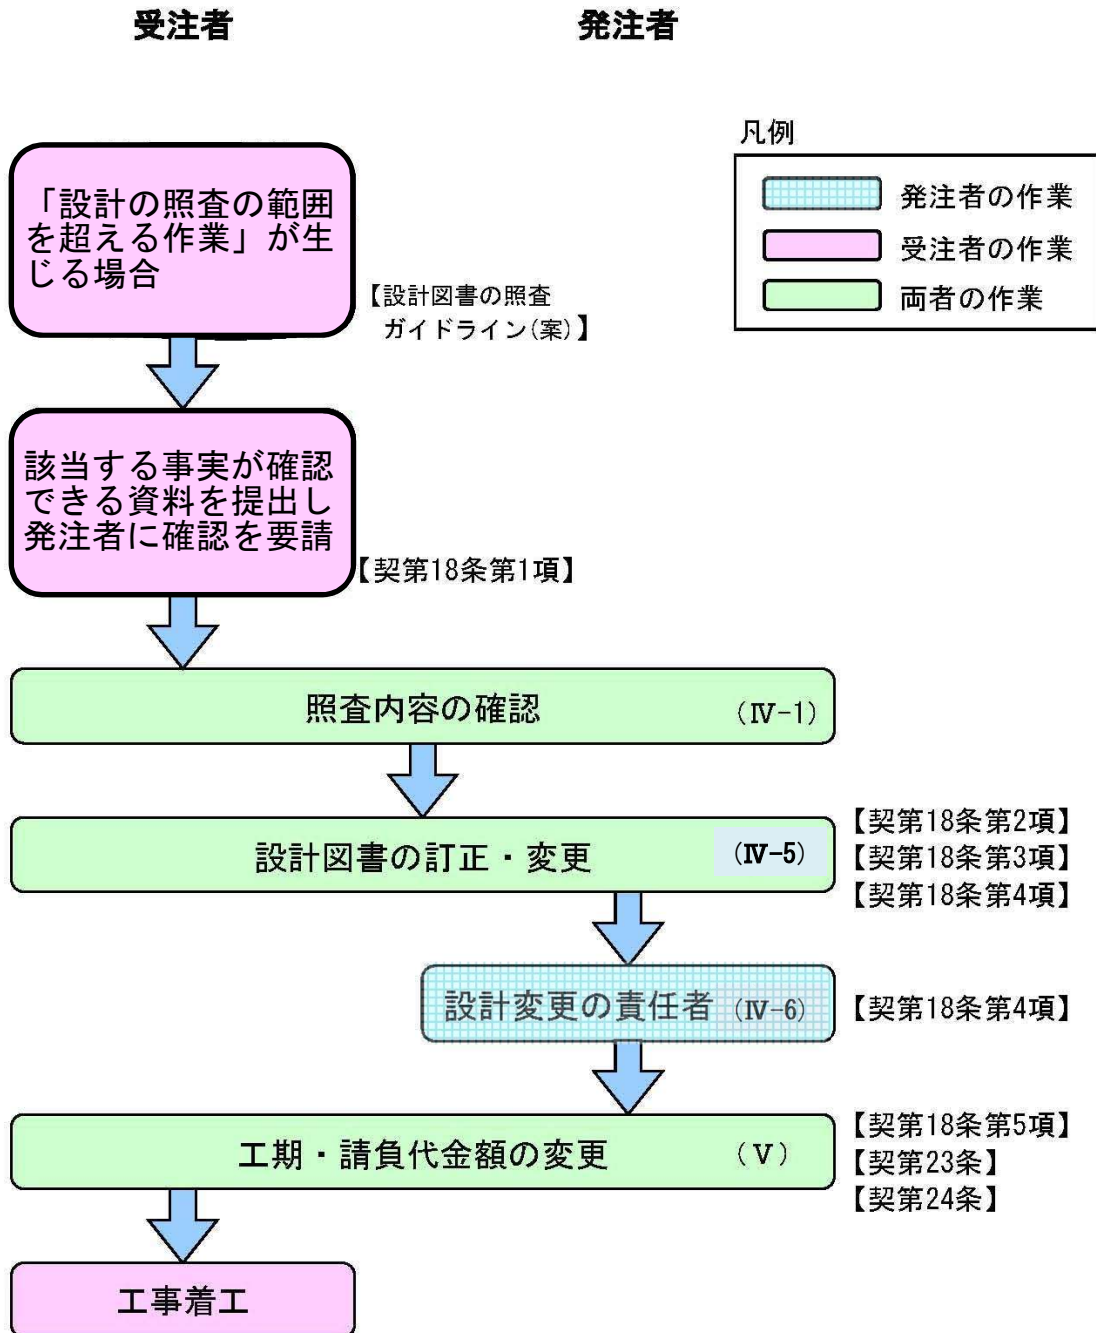 受注者
発注者
凡例
発注者の作業
受注者の作業
両者の作業
「設計の照査の範囲
を超える作業」が生
じる場合
【設計図書の照査
ガイドライン(案)】
該当する事実が確認
できる資料を提出し
発注者に確認を要請
【契第18条第1項】
照査内容の確認 (Ⅳ-1)
設計図書の訂正・変更 (Ⅳ-5)
【契第18条第2項】
【契第18条第3項】
【契第18条第4項】
設計変更の責任者 (Ⅳ-6)
【契第18条第4項】
工期・請負代金額の変更 (Ⅴ)
【契第18条第5項】
【契第23条】
【契第24条】
工事着工